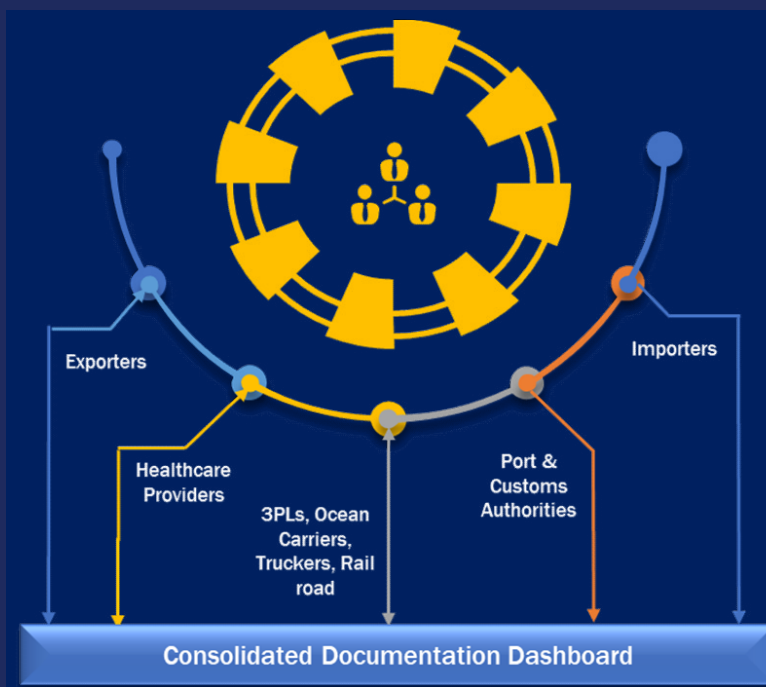 Exporters
Importers
Healthcare
Providers
3PLs, Ocean
Carriers,
Truckers, Rail
road
Port &
Customs
Authorities
Consolidated Documentation Dashboard